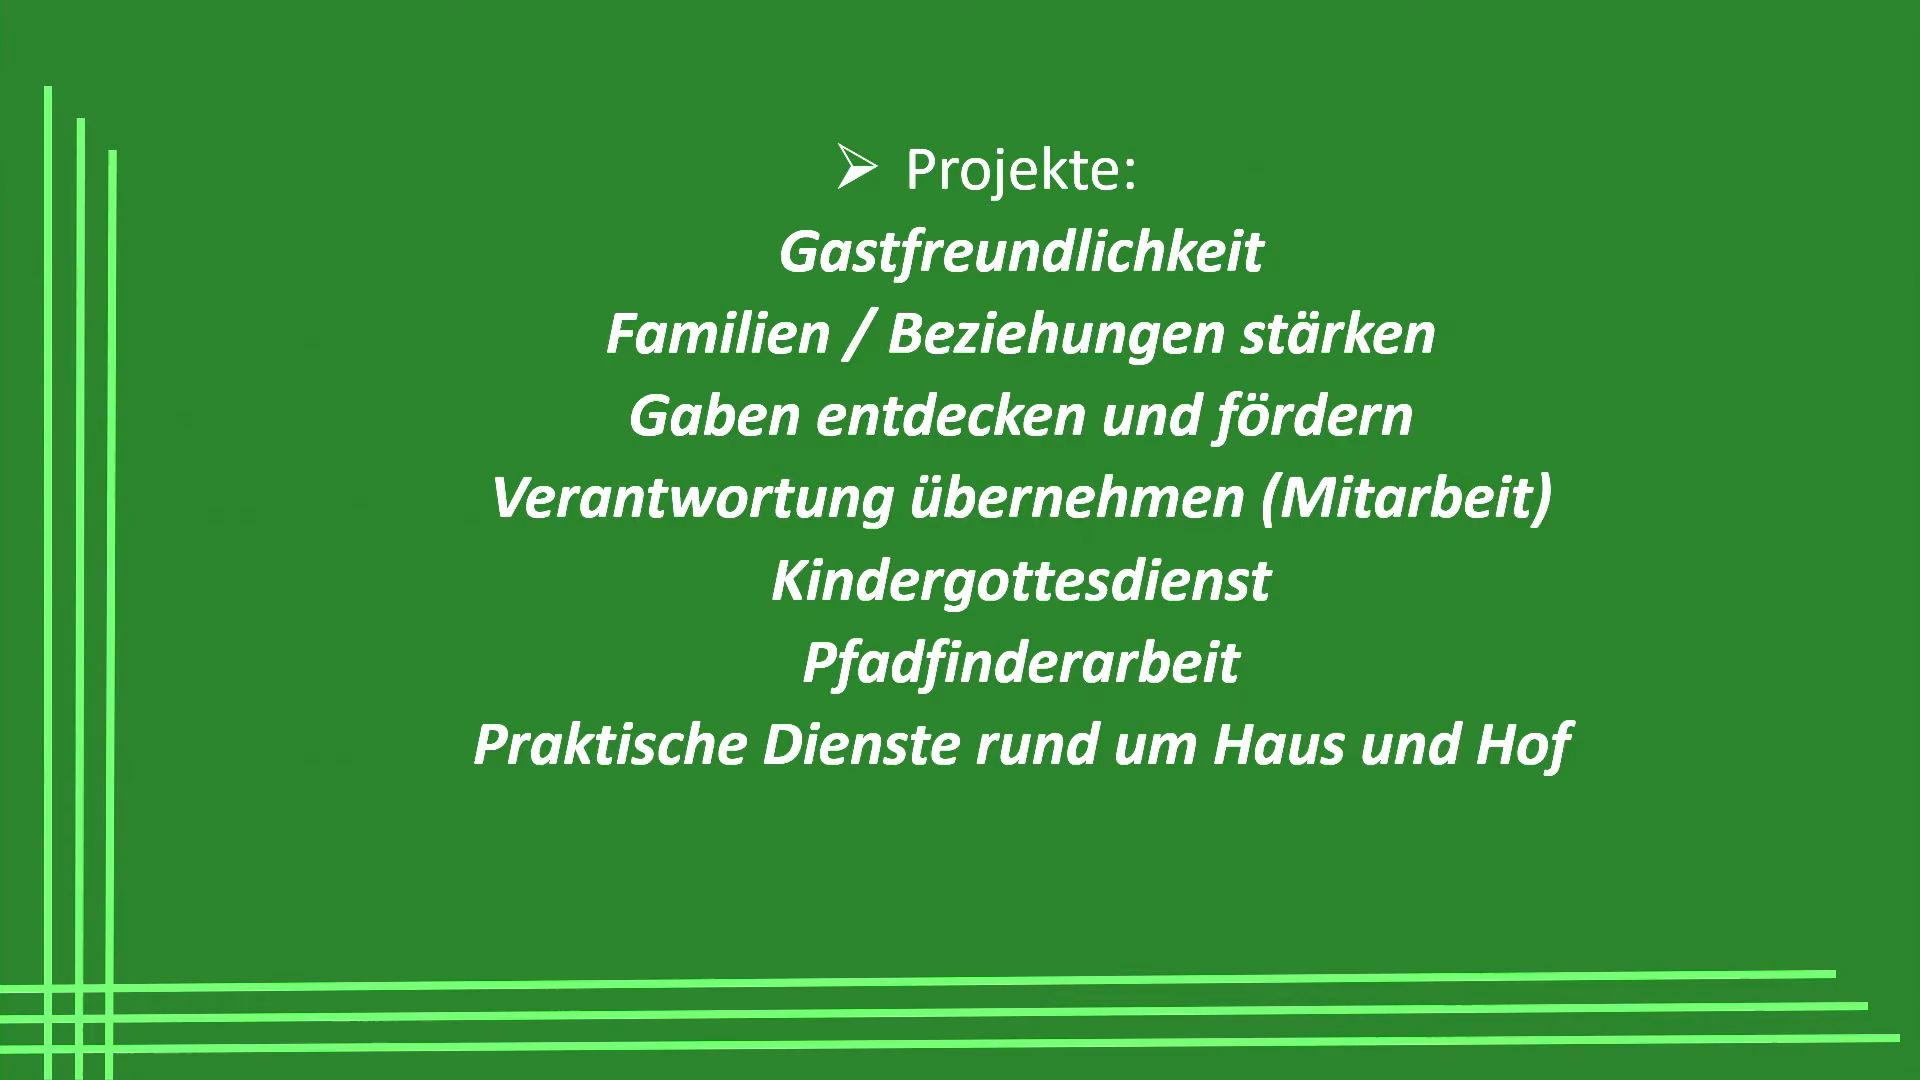 ➢ Projekte:
Gastfreundlichkeit
Familien / Beziehungen stärken
Gaben entdecken und fördern
Verantwortung übernehmen (Mitarbeit)
Kindergottesdienst
Pfadfinderarbeit
Praktische Dienste rund um Haus und Hof